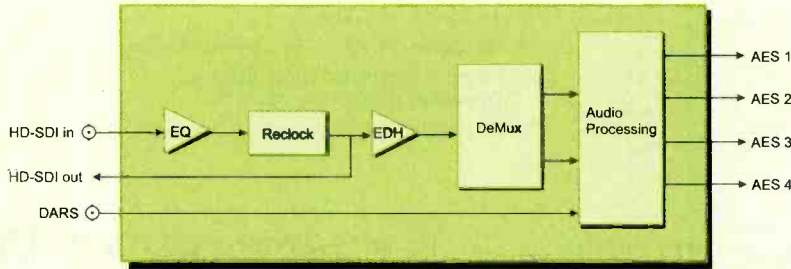 HD-SDI in
EQ
Reclock
EDH
DeMux
Audio
Processing
AES 1
AES 2
AES 3
AES 4
HD-SDI out
DARS